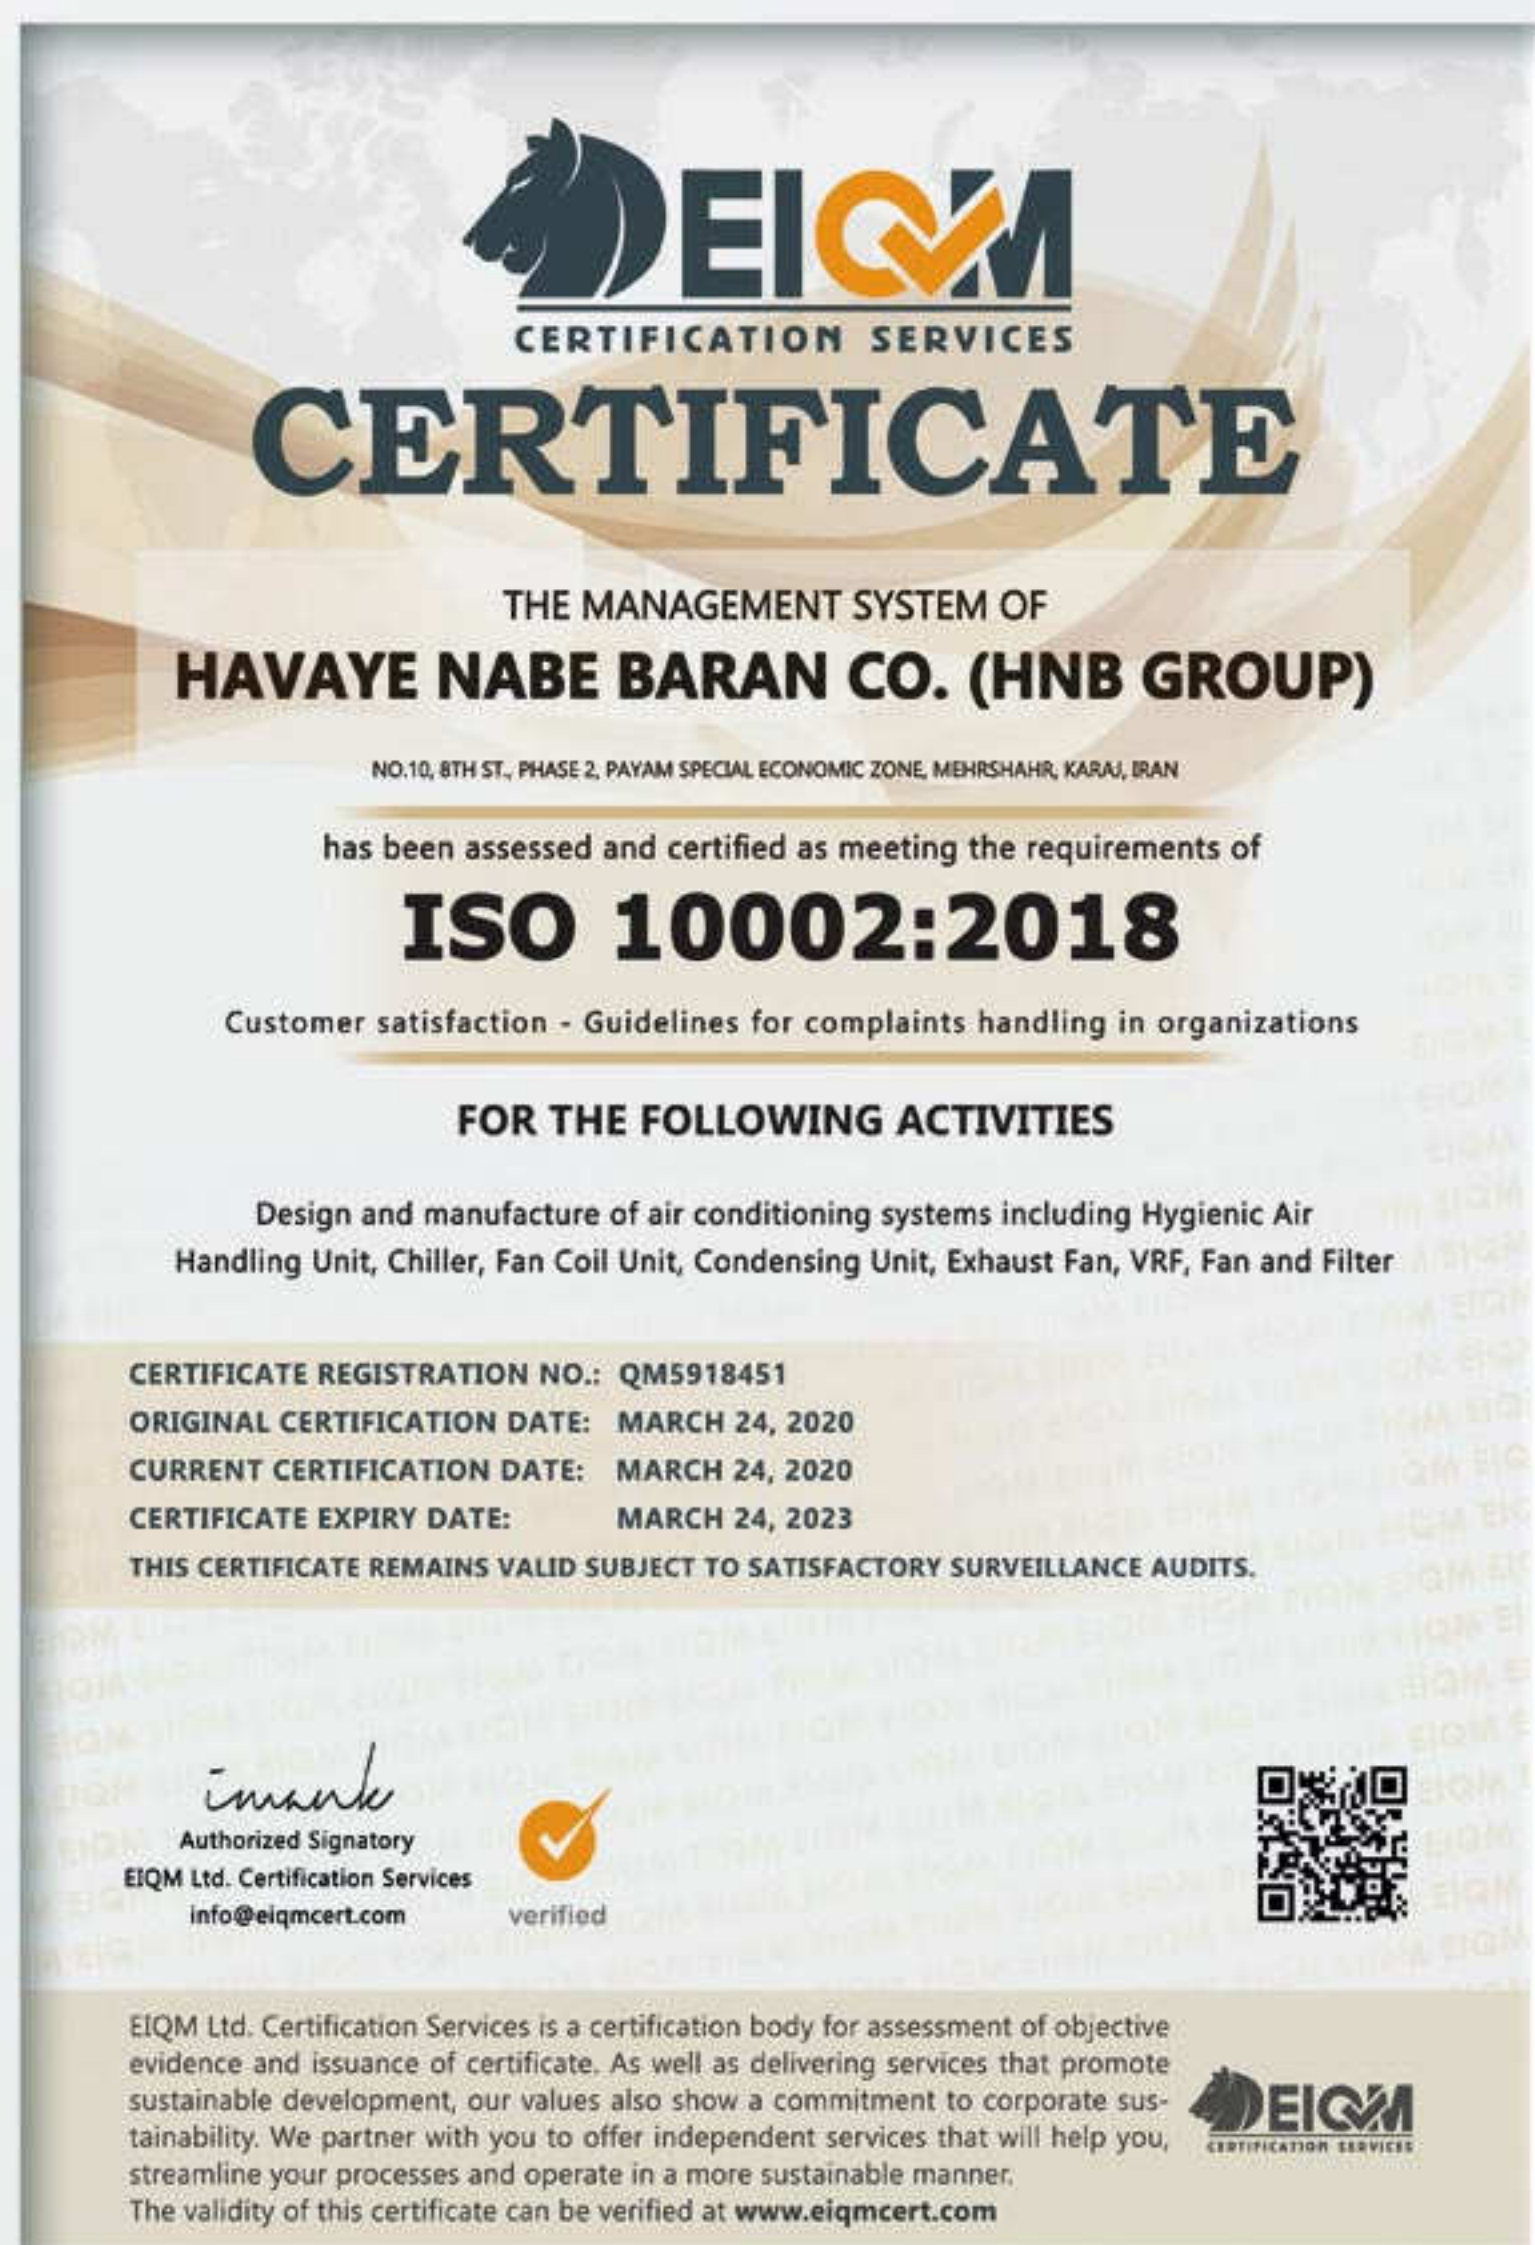 EIQM
CERTIFICATION SERVICES
CERTIFICATE
THE MANAGEMENT SYSTEM OF
HAVAYE NABE BARAN CO. (HNB GROUP)
NO.10, 8TH ST., PHASE 2, PAYAM SPECIAL ECONOMIC ZONE, MEHRSHAHR, KARAJ, IRAN
has been assessed and certified as meeting the requirements of
ISO 10002:2018
Customer satisfaction - Guidelines for complaints handling in organizations
FOR THE FOLLOWING ACTIVITIES
Design and manufacture of air conditioning systems including Hygienic Air
Handling Unit, Chiller, Fan Coil Unit, Condensing Unit, Exhaust Fan, VRF, Fan and Filter
CERTIFICATE REGISTRATION NO.: QM5918451
ORIGINAL CERTIFICATION DATE: MARCH 24, 2020
CURRENT CERTIFICATION DATE: MARCH 24, 2020
CERTIFICATE EXPIRY DATE: MARCH 24, 2023
THIS CERTIFICATE REMAINS VALID SUBJECT TO SATISFACTORY SURVEILLANCE AUDITS.
Authorized Signatory
EIQM Ltd. Certification Services
info@eiqmcert.com
verified
EIQM Ltd. Certification Services is a certification body for assessment of objective
evidence and issuance of certificate. As well as delivering services that promote
sustainable development, our values also show a commitment to corporate sus-
tainability. We partner with you to offer independent services that will help you,
streamline your processes and operate in a more sustainable manner.
The validity of this certificate can be verified at www.eiqmcert.com
EIQM
CERTIFICATION SERVICES